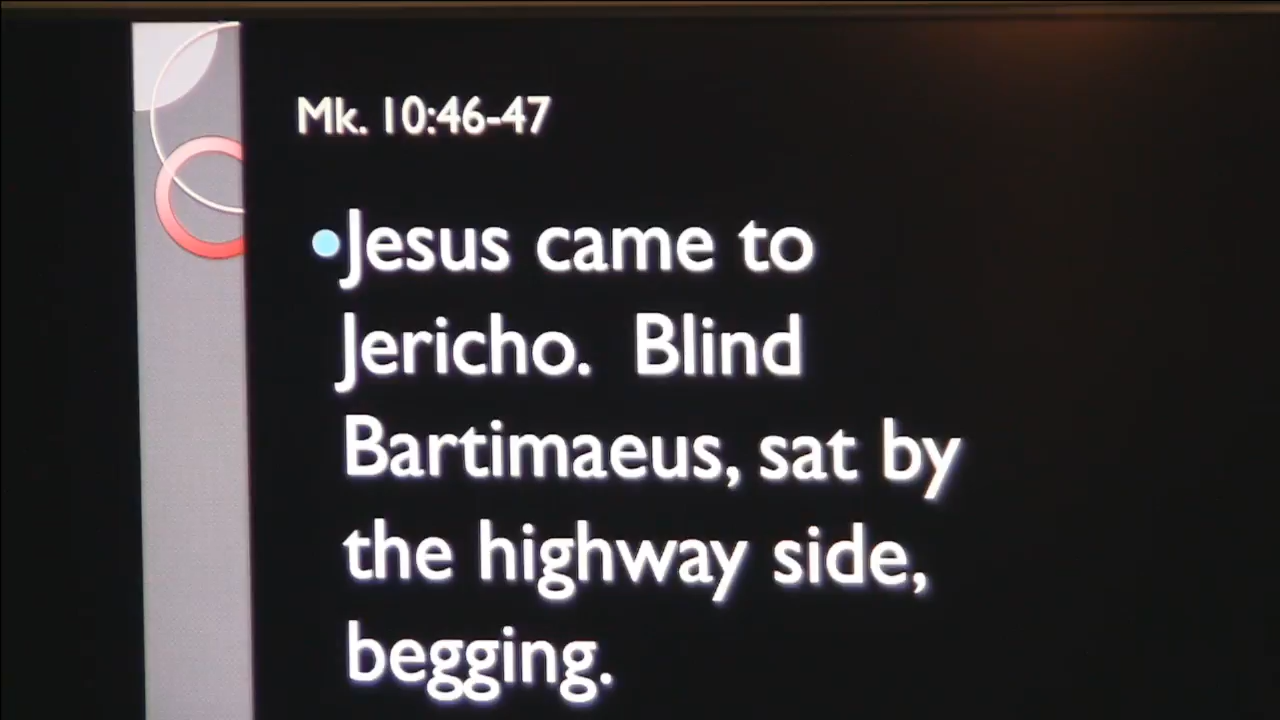 Mk. 10:46-47
•Jesus came to
Jericho.  Blind
Bartimaeus, sat by
the highway side,
begging.